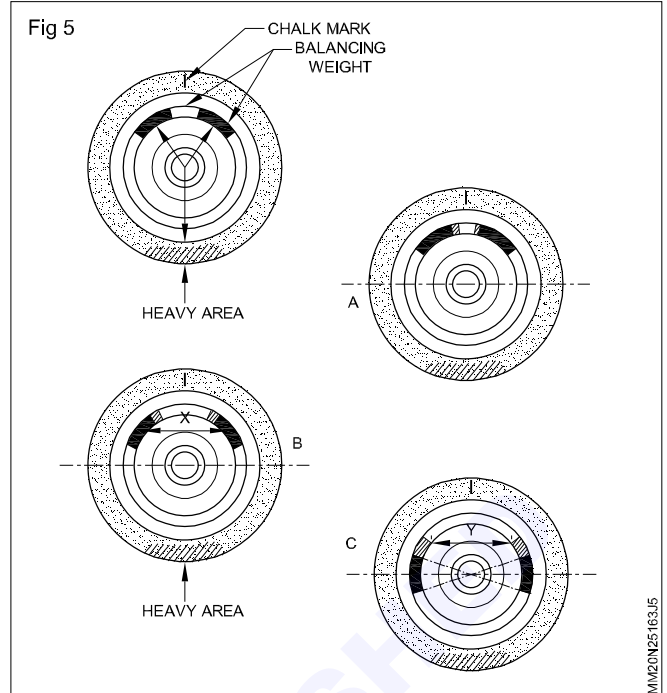 Fig 5
CHALK MARK
BALANCING
WEIGHT
HEAVY AREA
A
X
B
HEAVY AREA
C
Y
MM20N25163J5